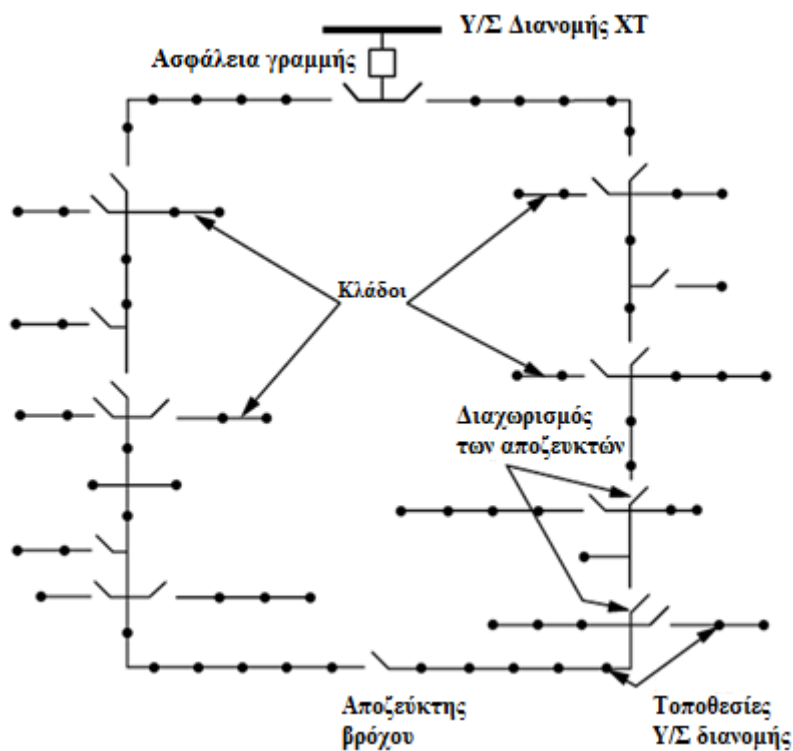 Υ/Σ Διανομής ΧΤ
Ασφάλεια γραμμής
Κλάδοι
Διαχωρισμός
των αποζευκτών
Αποζεύκτης
βρόχου
Τοποθεσίες
Υ/Σ διανομής